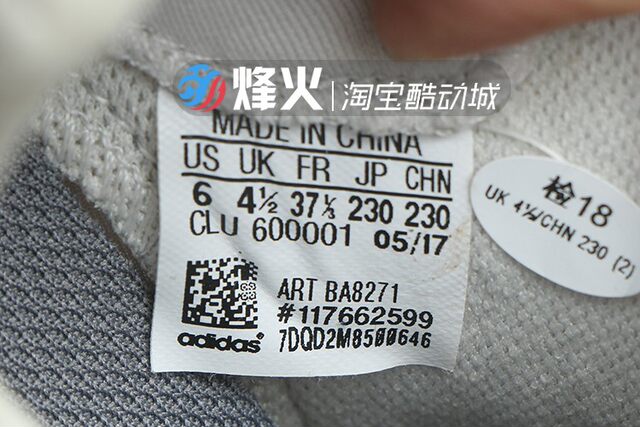 烽火 | 淘宝酷动城
MADE IN CHINA
US UK FR JP CHN
6 4½ 37⅓ 230 230
CLU 600001 05/17
ART BA8271
#117662599
adidas 7DQD2M8500646
检18
UK 4½/CHN 230 (2)